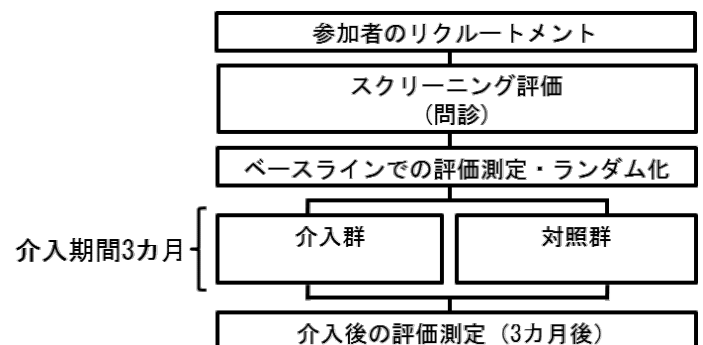 参加者のリクルートメント
スクリーニング評価
(問診)
ベースラインでの評価測定・ランダム化
介入期間3カ月
介入群
対照群
介入後の評価測定（3カ月後）